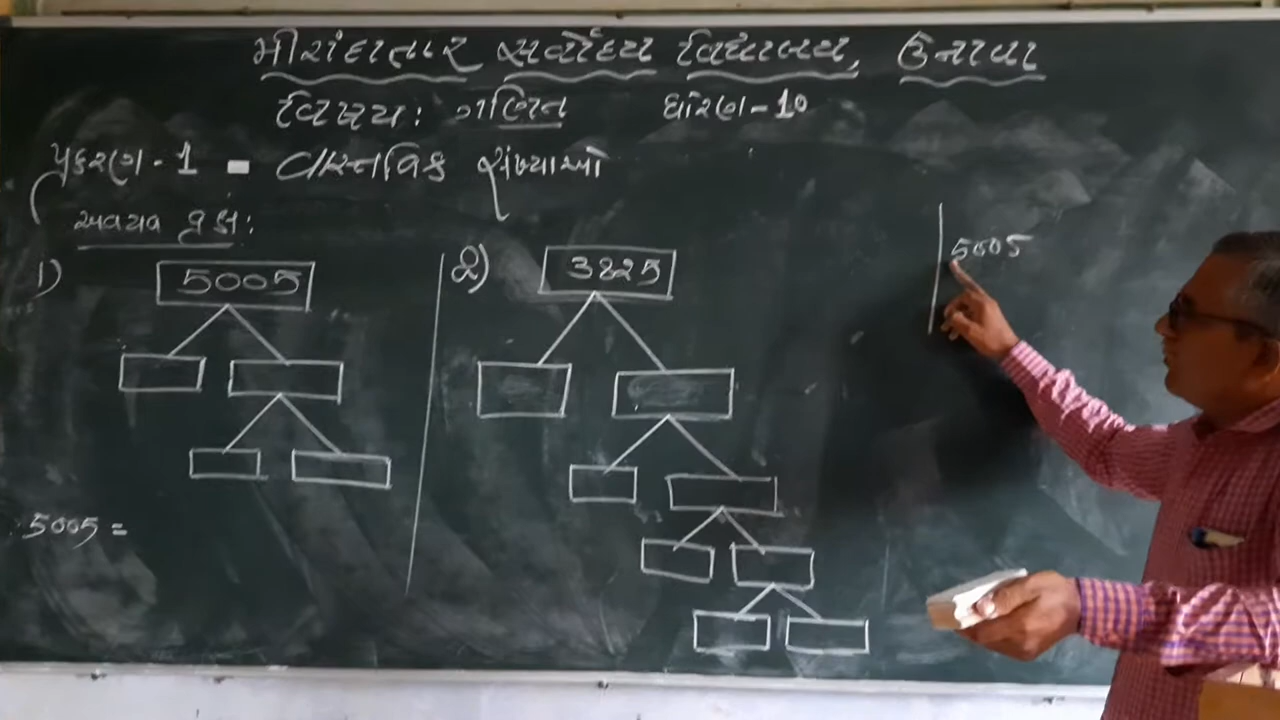 મીરાંદાતાર સર્વોદય વિદ્યાલય, ઉનાવા
વિષય: ગણિત ધોરણ-10
પ્રકરણ-1 વાસ્તવિક સંખ્યાઓ
અવયવ વૃક્ષ:
1) 5005
2) 3825
5005
5005 =